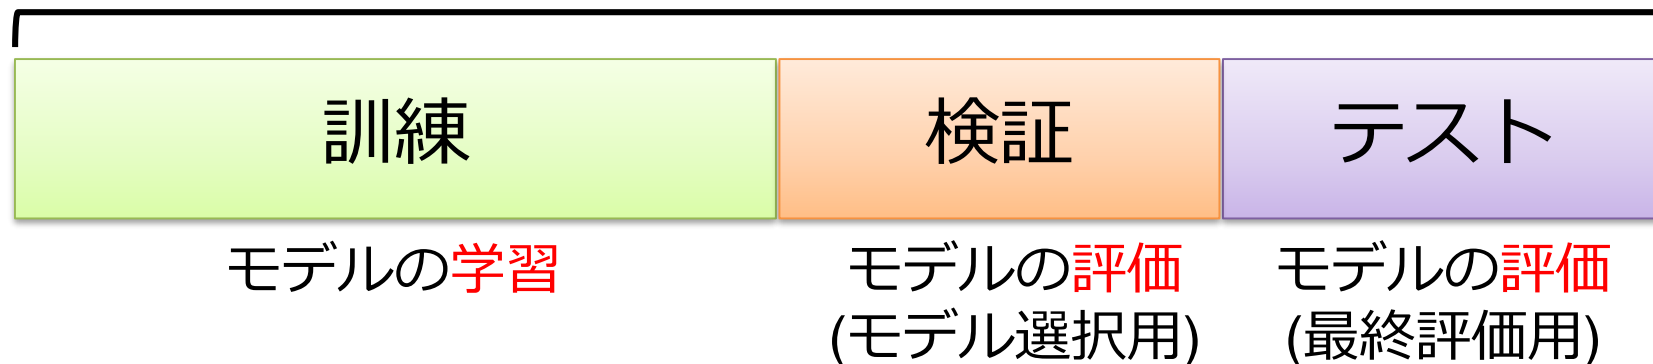 訓練
検証
テスト
モデルの学習
モデルの評価
(モデル選択用)
モデルの評価
(最終評価用)